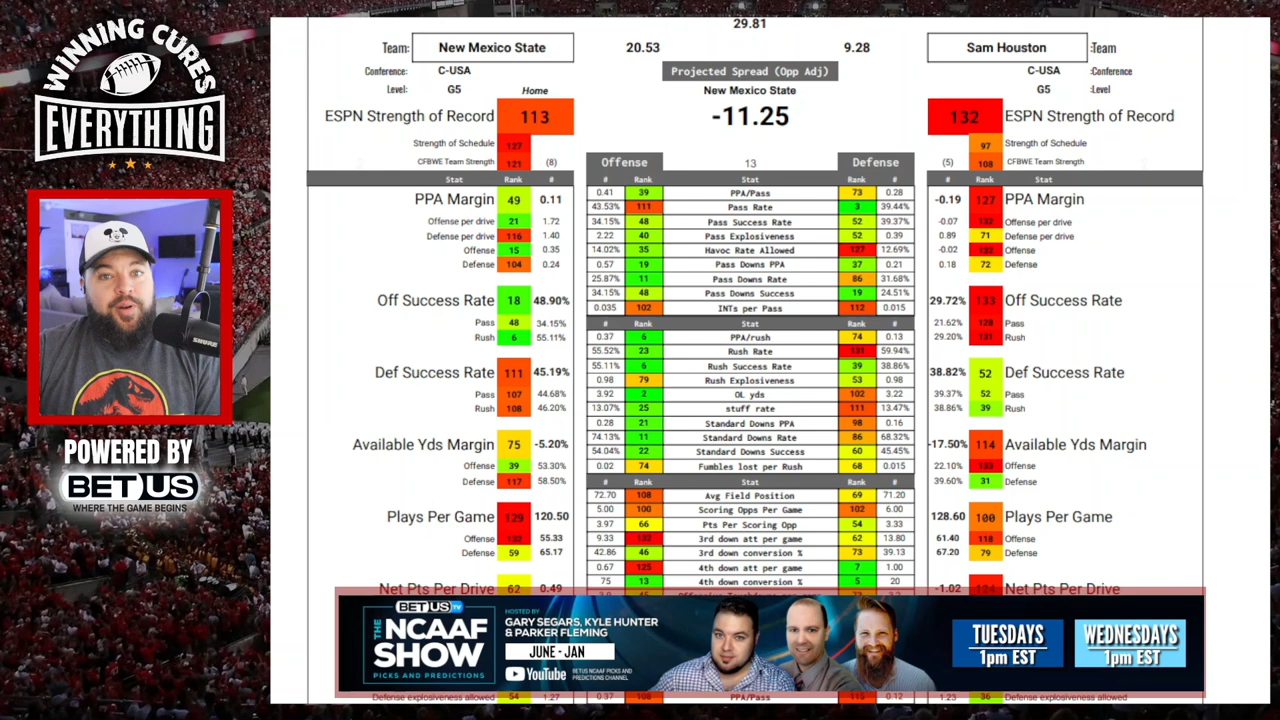 WINNING CURES
EVERYTHING
POWERED BY
BETUS
WHERE THE GAME BEGINS
29.81
Team: New Mexico State 20.53 9.28 Sam Houston :Team
Conference: C-USA Projected Spread (Opp Adj) C-USA :Conference
Level: G5 Home New Mexico State G5 :Level
ESPN Strength of Record 113 -11.25 132 ESPN Strength of Record
Strength of Schedule 127 97 Strength of Schedule
CFBWE Team Strength 121 (8) Offense 13 Defense (5) 108 CFBWE Team Strength
Stat Rank # # Rank Stat Rank # # Rank Stat
PPA Margin 49 0.11 -0.19 127 PPA Margin
Offense per drive 21 1.72 -0.07 132 Offense per drive
Defense per drive 116 1.40 0.89 71 Defense per drive
Offense 15 0.35 -0.02 132 Offense
Defense 104 0.24 0.18 72 Defense
Off Success Rate 18 48.90% 29.72% 133 Off Success Rate
Pass 48 34.15% 21.62% 128 Pass
Rush 6 55.11% 29.20% 131 Rush
Def Success Rate 111 45.19% 38.82% 52 Def Success Rate
Pass 107 44.68% 39.37% 52 Pass
Rush 108 46.20% 38.86% 39 Rush
Available Yds Margin 75 -5.20% -17.50% 114 Available Yds Margin
Offense 39 53.30% 22.10% 133 Offense
Defense 117 58.50% 39.60% 31 Defense
Plays Per Game 129 120.50 128.60 100 Plays Per Game
Offense 132 55.33 61.40 118 Offense
Defense 59 65.17 67.20 79 Defense
Net Pts Per Drive 62 0.49 -1.02 124 Net Pts Per Drive
0.41 39 PPA/Pass 73 0.28
43.53% 111 Pass Rate 3 39.44%
34.15% 48 Pass Success Rate 52 39.37%
2.22 40 Pass Explosiveness 52 0.39
14.02% 35 Havoc Rate Allowed 127 12.69%
0.57 19 Pass Downs PPA 37 0.21
25.87% 11 Pass Downs Rate 86 31.68%
34.15% 48 Pass Downs Success 19 24.51%
0.035 102 INTs per Pass 112 0.015
# Rank Stat Rank #
0.37 6 PPA/rush 74 0.13
55.52% 23 Rush Rate 131 59.94%
55.11% 6 Rush Success Rate 39 38.86%
0.98 79 Rush Explosiveness 53 0.98
3.92 2 OL yds 102 3.22
13.07% 25 stuff rate 111 13.47%
0.28 21 Standard Downs PPA 98 0.16
74.13% 11 Standard Downs Rate 86 68.32%
54.04% 22 Standard Downs Success 60 45.45%
0.02 74 Fumbles lost per Rush 68 0.015
# Rank Stat Rank #
72.70 108 Avg Field Position 69 71.20
5.00 100 Scoring Opps Per Game 102 6.00
3.97 66 Pts Per Scoring Opp 54 3.33
9.33 132 3rd down att per game 62 13.80
42.86 46 3rd down conversion % 73 39.13
0.67 125 4th down att per game 7 1.00
75 13 4th down conversion % 5 20
BETUS TV
THE NCAAF SHOW
PICKS AND PREDICTIONS
HOSTED BY
GARY SEGARS, KYLE HUNTER
& PARKER FLEMING
JUNE - JAN
YouTube BETUS NCAAF PICKS AND PREDICTIONS CHANNEL
TUESDAYS
1pm EST
WEDNESDAYS
1pm EST
Defense explosiveness allowed 54 1.27 0.37 108 PPA/Pass 115 0.12 1.23 36 Defense explosiveness allowed